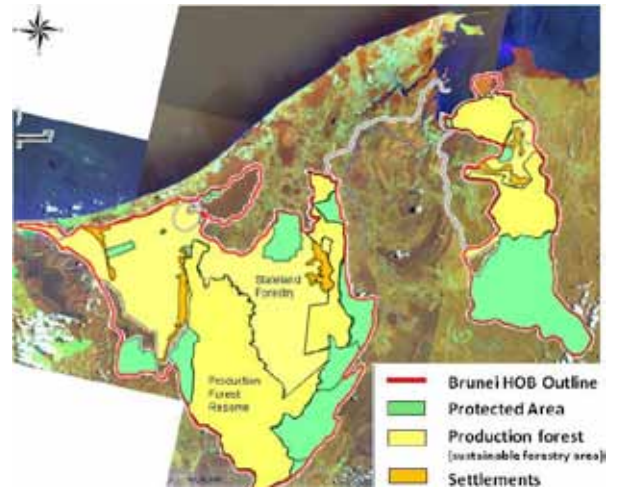 Stateland
Forestry
Production
Forest
Reserve
Brunei HOB Outline
Protected Area
Production forest
(sustainable forestry area)
Settlements